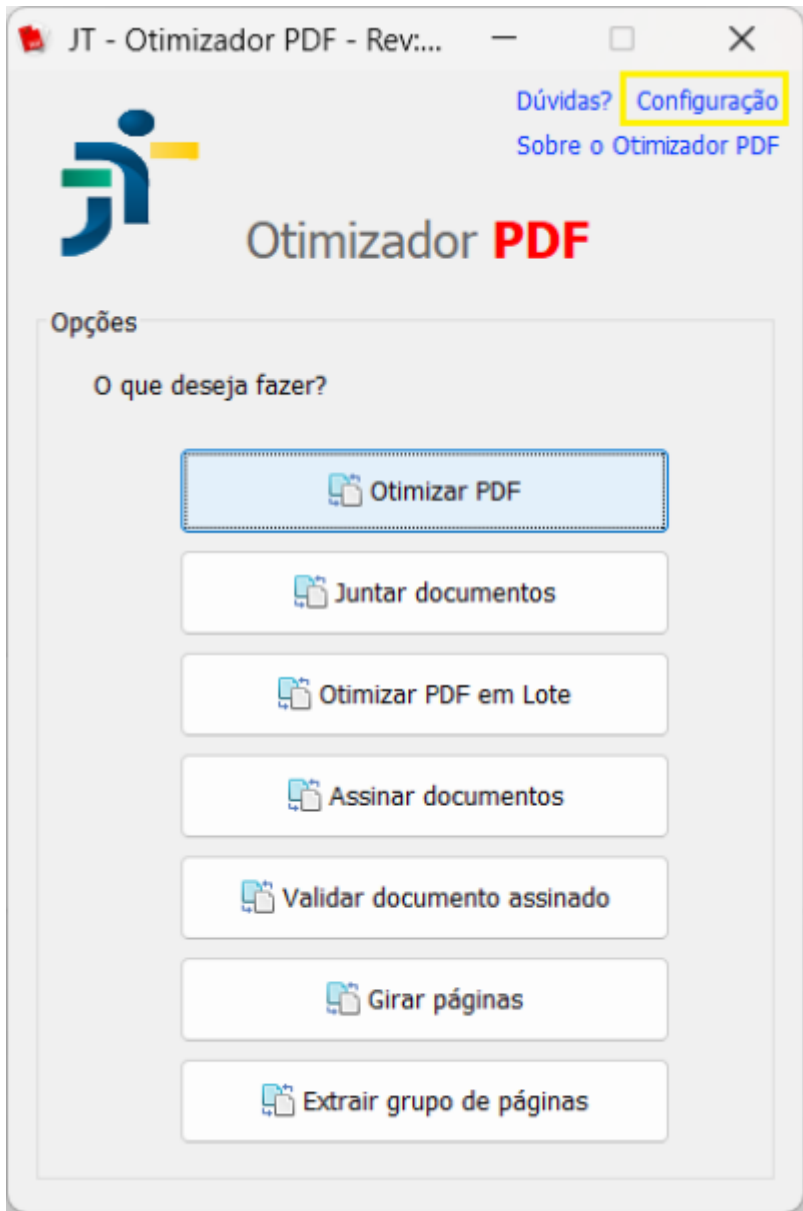 JT - Otimizador PDF - Rev:...
Dúvidas? Configuração
Sobre o Otimizador PDF
Otimizador PDF
Opções
O que deseja fazer?
Otimizar PDF
Juntar documentos
Otimizar PDF em Lote
Assinar documentos
Validar documento assinado
Girar páginas
Extrair grupo de páginas